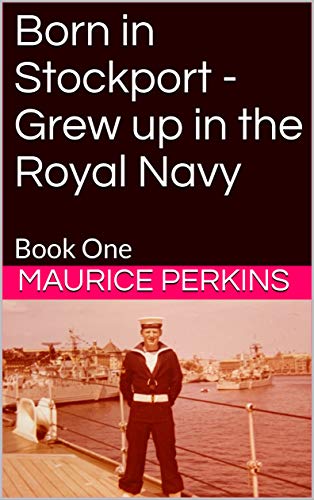 Born in
Stockport -
Grew up in the
Royal Navy
Book One
MAURICE PERKINS